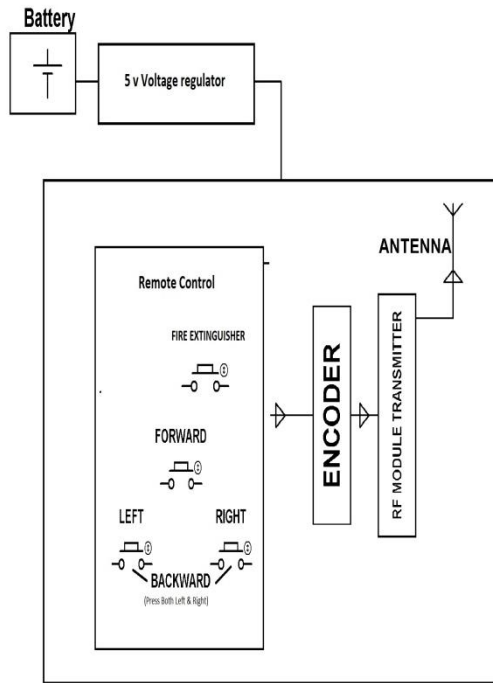 Battery
5 v Voltage regulator
ANTENNA
Remote Control
FIRE EXTINGUISHER
FORWARD
LEFT
RIGHT
BACKWARD
(Press Both Left & Right)
ENCODER
RF MODULE TRANSMITTER